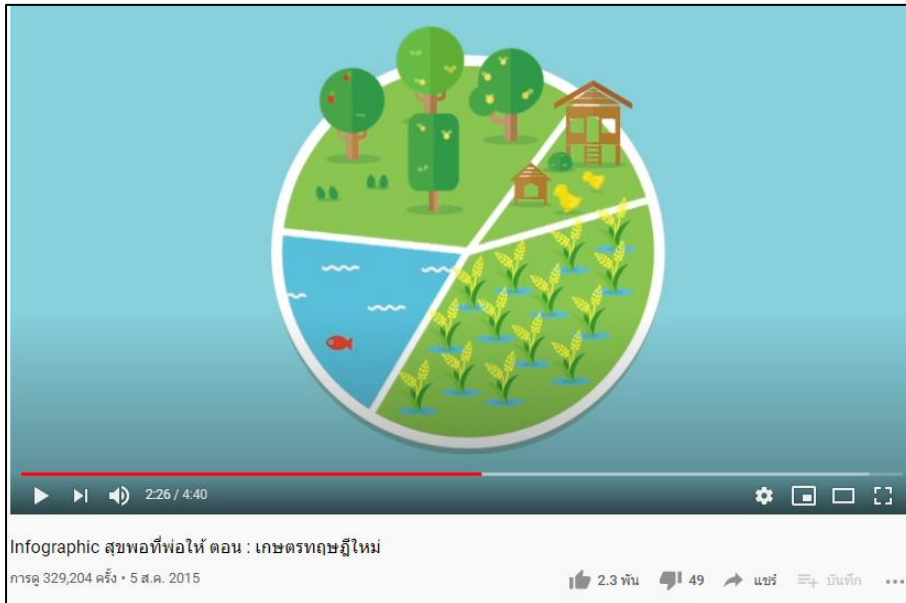 2:26 / 4:40
Infographic สุขพอที่พ่อให้ ตอน : เกษตรทฤษฎีใหม่
การดู 329,204 ครั้ง • 5 ส.ค. 2015
2.3 พัน 49 แชร์ บันทึก